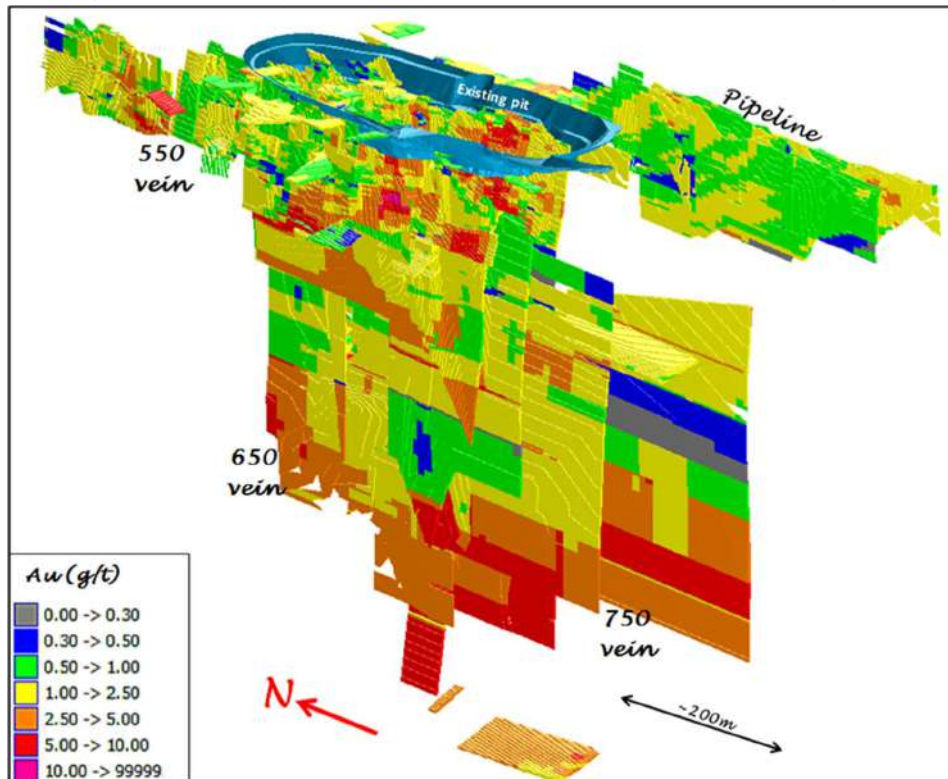 Existing pit
Pipeline
550
vein
650
vein
750
vein
Au (g/t)
0.00 -> 0.30
0.30 -> 0.50
0.50 -> 1.00
1.00 -> 2.50
2.50 -> 5.00
5.00 -> 10.00
10.00 -> 99999
N
~200m